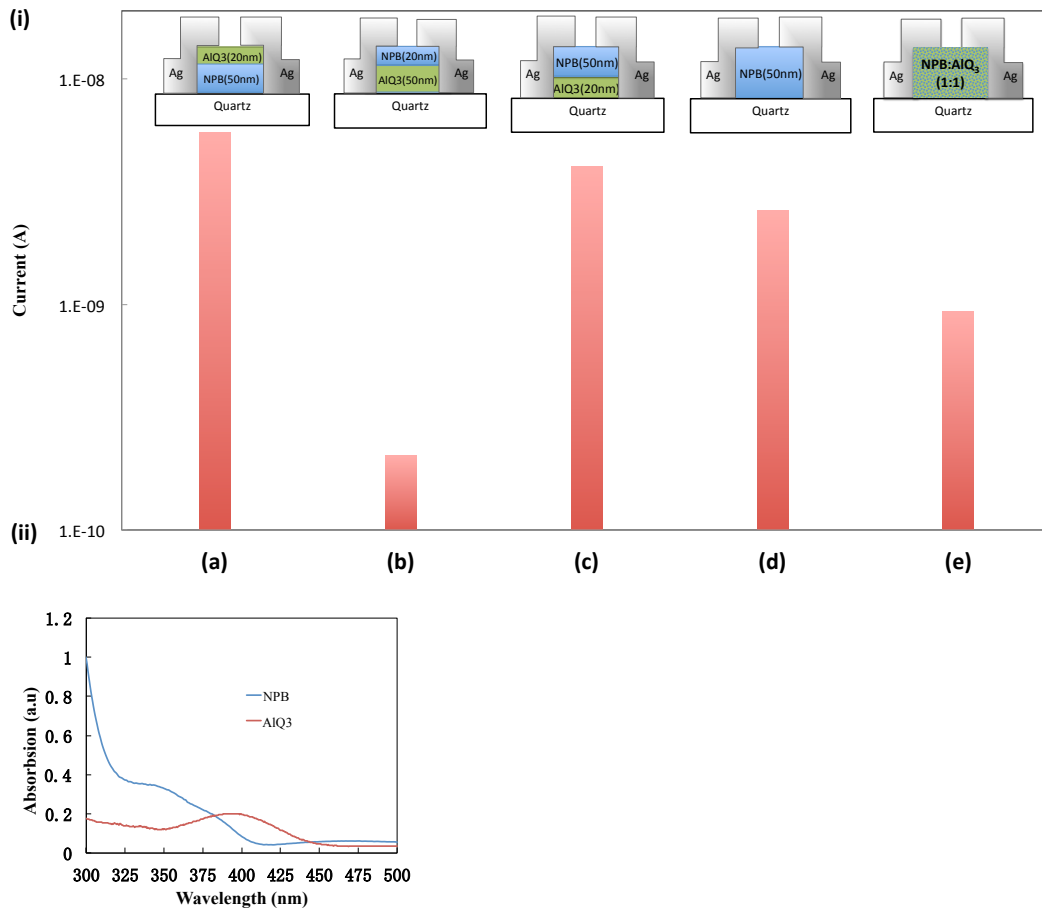 (i)
AlQ3(20nm)
NPB(50nm)
Ag
Ag
Quartz
NPB(20nm)
AlQ3(50nm)
Ag
Ag
Quartz
NPB(50nm)
AlQ3(20nm)
Ag
Ag
Quartz
NPB(50nm)
Ag
Ag
Quartz
NPB:AlQ₃
(1:1)
Ag
Ag
Quartz
1.E-08
1.E-09
1.E-10
Current (A)
(a)
(b)
(c)
(d)
(e)
(ii)
1.2
1
0.8
0.6
0.4
0.2
0
Absorbsion (a.u)
NPB
AlQ3
300 325 350 375 400 425 450 475 500
Wavelength (nm)